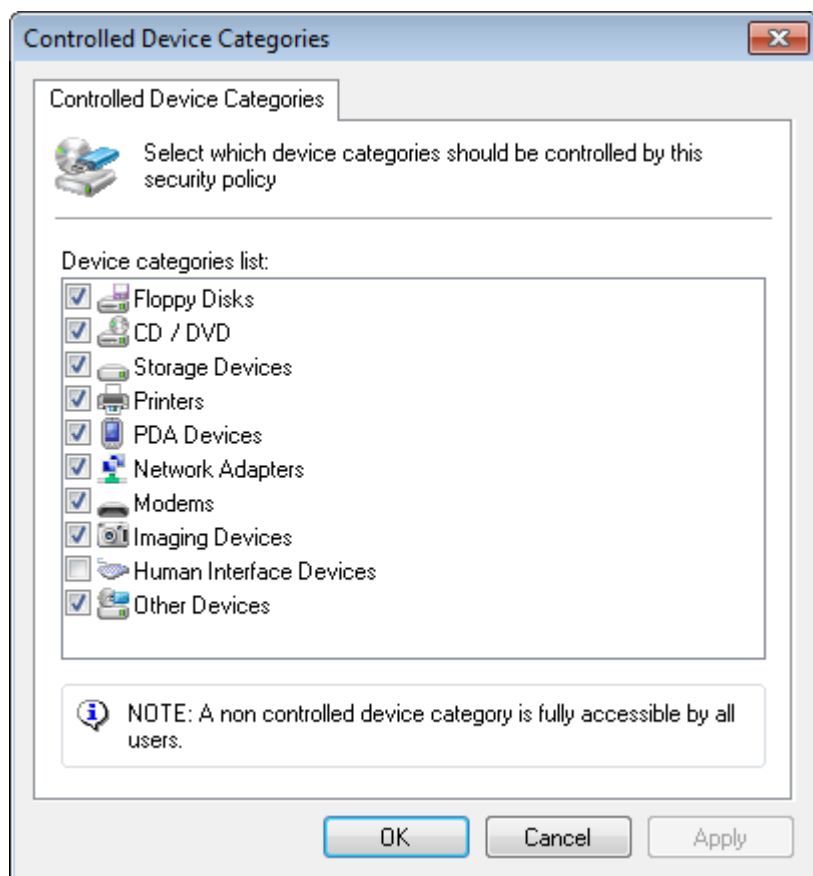 Controlled Device Categories
Controlled Device Categories
Select which device categories should be controlled by this
security policy
Device categories list:
Floppy Disks
CD / DVD
Storage Devices
Printers
PDA Devices
Network Adapters
Modems
Imaging Devices
Human Interface Devices
Other Devices
NOTE: A non controlled device category is fully accessible by all
users.
OK Cancel Apply